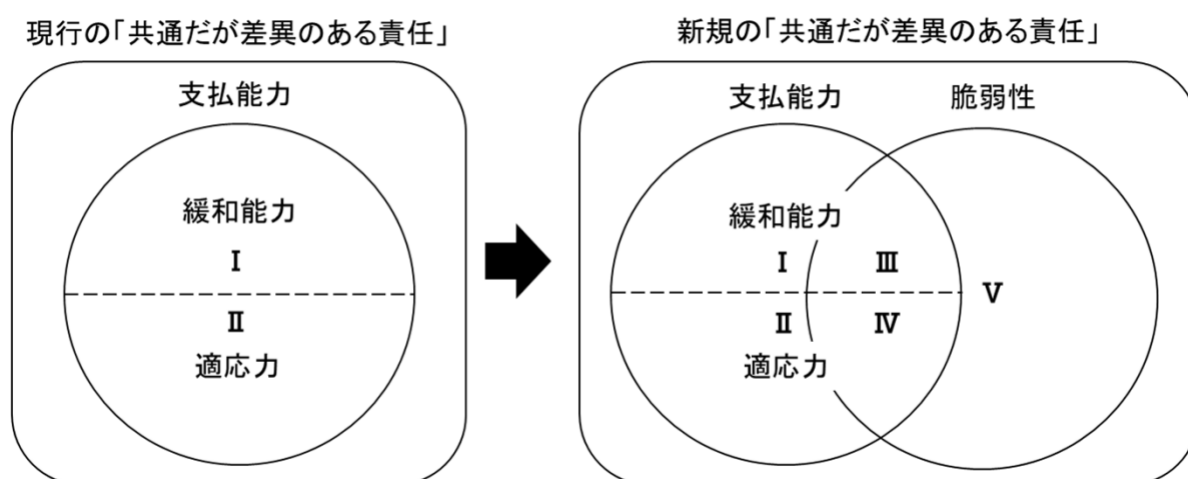 現行の「共通だが差異のある責任」
支払能力
緩和能力
Ⅰ
Ⅱ
適応力
新規の「共通だが差異のある責任」
支払能力
脆弱性
緩和能力
Ⅰ
Ⅲ
Ⅴ
Ⅱ
Ⅳ
適応力